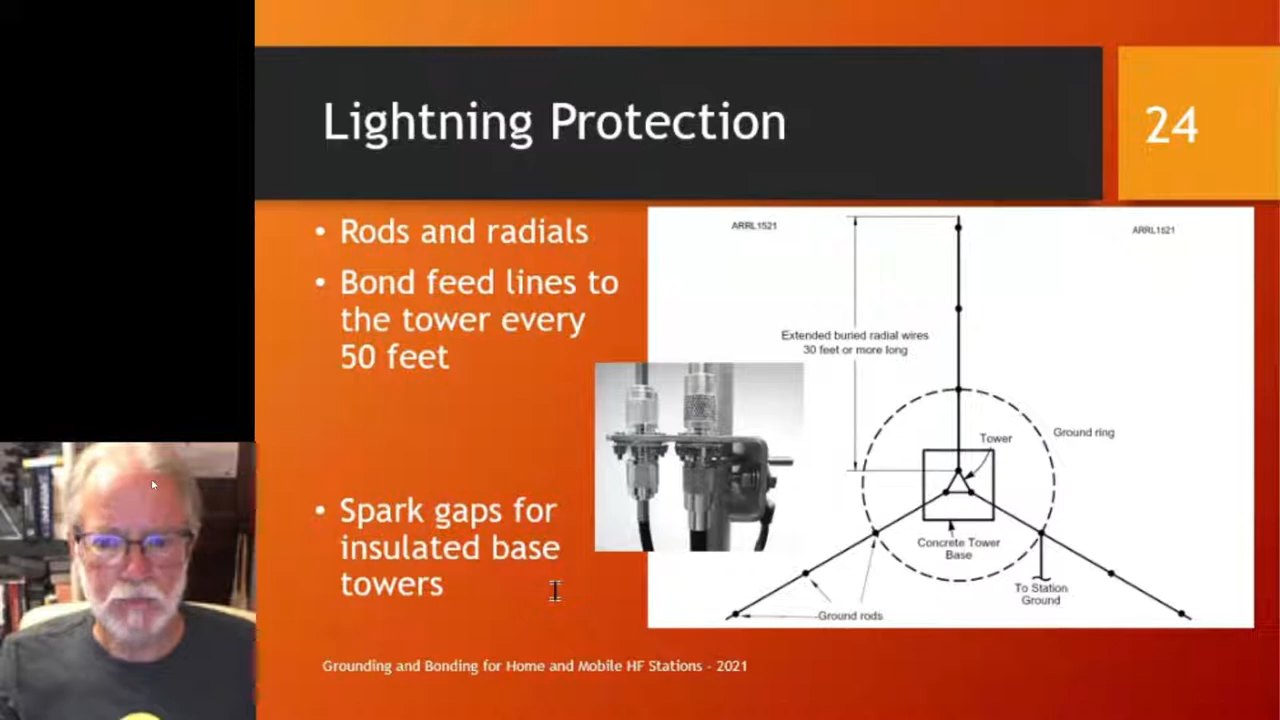 Lightning Protection
24
• Rods and radials
• Bond feed lines to
the tower every
50 feet
• Spark gaps for
insulated base
towers
ARRL1521
ARRL1521
Extended buried radial wires
30 feet or more long
Tower
Ground ring
Concrete Tower
Base
To Station
Ground
Ground rods
Grounding and Bonding for Home and Mobile HF Stations - 2021